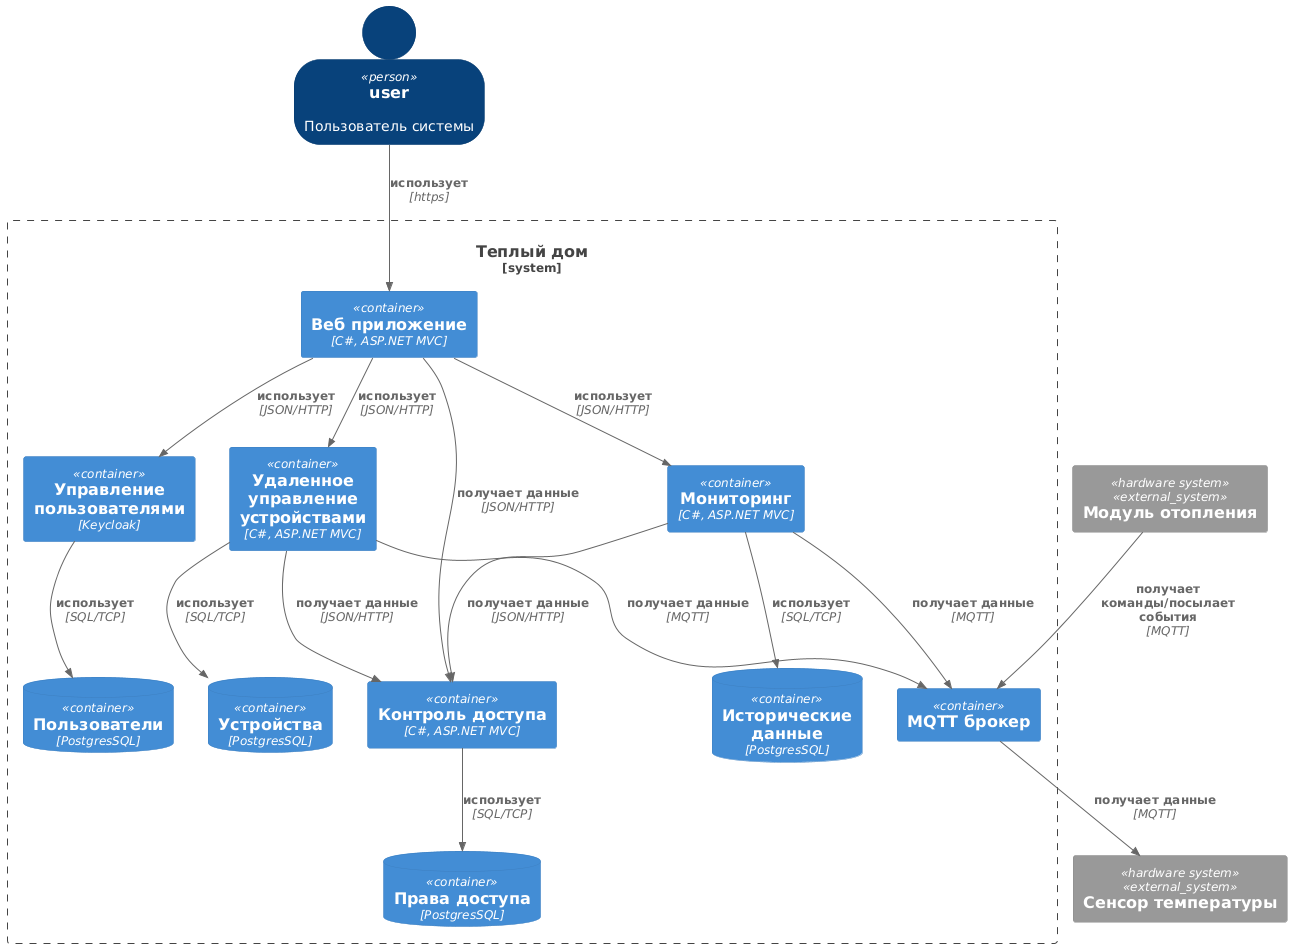 «person»
user
Пользователь системы
использует
[https]
Теплый дом
[system]
«container»
Веб приложение
[C#, ASP.NET MVC]
использует
[JSON/HTTP]
использует
[JSON/HTTP]
использует
[JSON/HTTP]
«container»
Управление
пользователями
[Keycloak]
«container»
Удаленное
управление
устройствами
[C#, ASP.NET MVC]
получает данные
[JSON/HTTP]
«container»
Мониторинг
[C#, ASP.NET MVC]
«hardware system»
«external_system»
Модуль отопления
использует
[SQL/TCP]
использует
[SQL/TCP]
получает данные
[JSON/HTTP]
получает данные
[JSON/HTTP]
получает данные
[MQTT]
использует
[SQL/TCP]
получает данные
[MQTT]
получает
команды/посылает
события
[MQTT]
«container»
Пользователи
[PostgresSQL]
«container»
Устройства
[PostgresSQL]
«container»
Контроль доступа
[C#, ASP.NET MVC]
«container»
Исторические
данные
[PostgresSQL]
«container»
MQTT брокер
использует
[SQL/TCP]
получает данные
[MQTT]
«container»
Права доступа
[PostgresSQL]
«hardware system»
«external_system»
Сенсор температуры